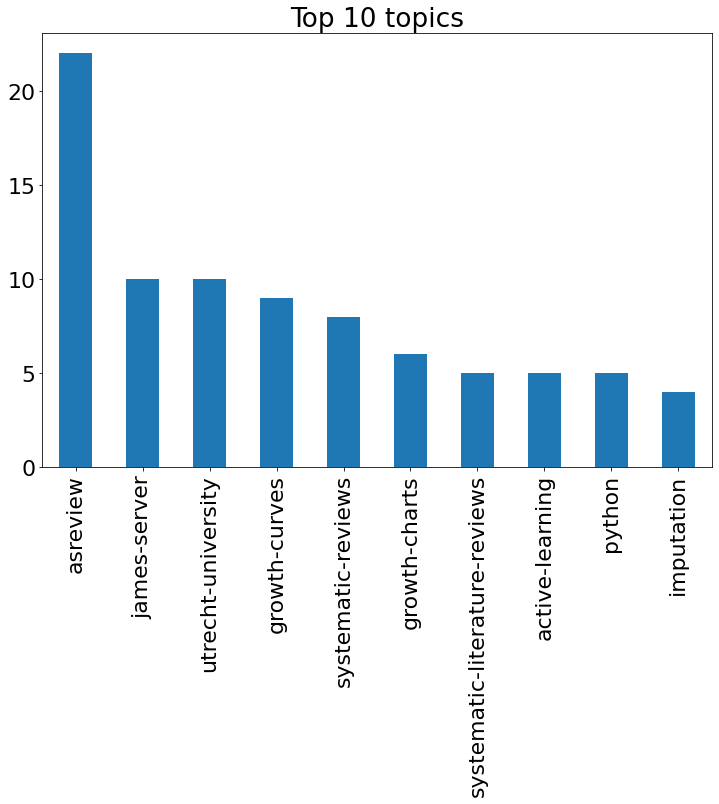 Top 10 topics
20
15
10
5
0
asreview
james-server
utrecht-university
growth-curves
systematic-reviews
growth-charts
systematic-literature-reviews
active-learning
python
imputation